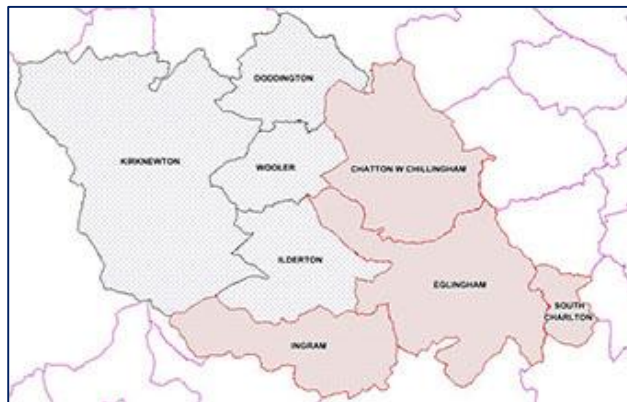 DODDINGTON
KIRKNEWTON
WOOLER
CHATTON W CHILLINGHAM
ILDERTON
EGLINGHAM
SOUTH
CHARLTON
INGRAM